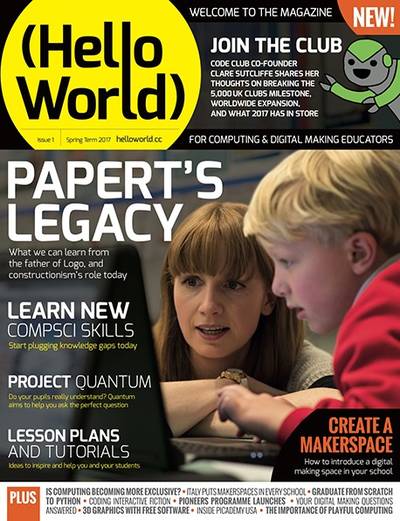 WELCOME TO THE MAGAZINE
NEW!
(Hello
World)
Issue 1
Spring Term 2017
helloworld.cc
JOIN THE CLUB
CODE CLUB CO-FOUNDER
CLARE SUTCLIFFE SHARES HER
THOUGHTS ON BREAKING THE
5,000 UK CLUBS MILESTONE,
WORLDWIDE EXPANSION,
AND WHAT 2017 HAS IN STORE
FOR COMPUTING & DIGITAL MAKING EDUCATORS
PAPERT'S
LEGACY
What we can learn from
the father of Logo, and
constructionism's role today
LEARN NEW
COMPSCI SKILLS
Start plugging knowledge gaps today
PROJECT QUANTUM
Do your pupils really understand? Quantum
aims to help you ask the perfect question
LESSON PLANS
AND TUTORIALS
Ideas to inspire and help you and your students
CREATE A
MAKERSPACE
How to introduce a digital
making space in your school
PLUS
IS COMPUTING BECOMING MORE EXCLUSIVE? • ITALY PUTS MAKERSPACES IN EVERY SCHOOL • GRADUATE FROM SCRATCH
TO PYTHON • CODING INTERACTIVE FICTION • PIONEERS PROGRAMME LAUNCHES • YOUR DIGITAL MAKING QUESTIONS
ANSWERED • 3D GRAPHICS WITH FREE SOFTWARE • INSIDE PICADEMY USA • THE IMPORTANCE OF PLAYFUL COMPUTING